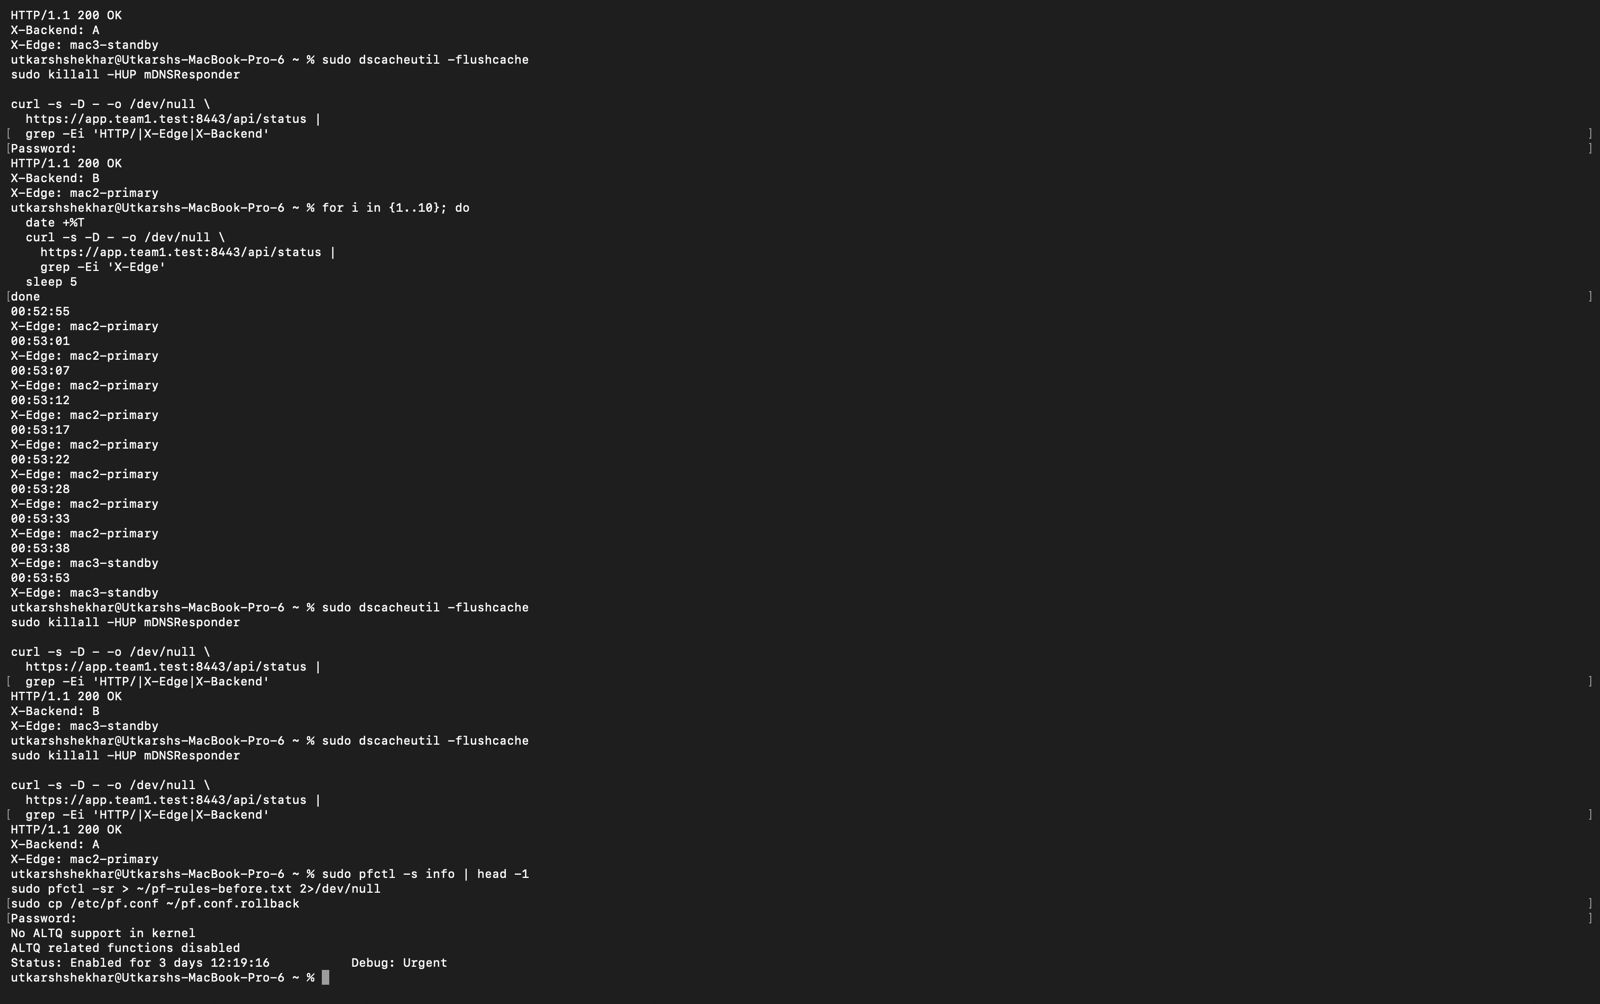 HTTP/1.1 200 OK
X-Backend: A
X-Edge: mac3-standby
utkarshshekhar@Utkarshs-MacBook-Pro-6 ~ % sudo dscacheutil -flushcache
sudo killall -HUP mDNSResponder

curl -s -D - -o /dev/null \
  https://app.team1.test:8443/api/status |
[  grep -Ei 'HTTP/|X-Edge|X-Backend' ]
[Password: ]
HTTP/1.1 200 OK
X-Backend: B
X-Edge: mac2-primary
utkarshshekhar@Utkarshs-MacBook-Pro-6 ~ % for i in {1..10}; do
  date +%T
  curl -s -D - -o /dev/null \
    https://app.team1.test:8443/api/status |
    grep -Ei 'X-Edge'
  sleep 5
[done ]
00:52:55
X-Edge: mac2-primary
00:53:01
X-Edge: mac2-primary
00:53:07
X-Edge: mac2-primary
00:53:12
X-Edge: mac2-primary
00:53:17
X-Edge: mac2-primary
00:53:22
X-Edge: mac2-primary
00:53:28
X-Edge: mac2-primary
00:53:33
X-Edge: mac2-primary
00:53:38
X-Edge: mac3-standby
00:53:53
X-Edge: mac3-standby
utkarshshekhar@Utkarshs-MacBook-Pro-6 ~ % sudo dscacheutil -flushcache
sudo killall -HUP mDNSResponder

curl -s -D - -o /dev/null \
  https://app.team1.test:8443/api/status |
[  grep -Ei 'HTTP/|X-Edge|X-Backend' ]
HTTP/1.1 200 OK
X-Backend: B
X-Edge: mac3-standby
utkarshshekhar@Utkarshs-MacBook-Pro-6 ~ % sudo dscacheutil -flushcache
sudo killall -HUP mDNSResponder

curl -s -D - -o /dev/null \
  https://app.team1.test:8443/api/status |
[  grep -Ei 'HTTP/|X-Edge|X-Backend' ]
HTTP/1.1 200 OK
X-Backend: A
X-Edge: mac2-primary
utkarshshekhar@Utkarshs-MacBook-Pro-6 ~ % sudo pfctl -s info | head -1
sudo pfctl -sr > ~/pf-rules-before.txt 2>/dev/null
[sudo cp /etc/pf.conf ~/pf.conf.rollback ]
[Password: ]
No ALTQ support in kernel
ALTQ related functions disabled
Status: Enabled for 3 days 12:19:16           Debug: Urgent
utkarshshekhar@Utkarshs-MacBook-Pro-6 ~ %